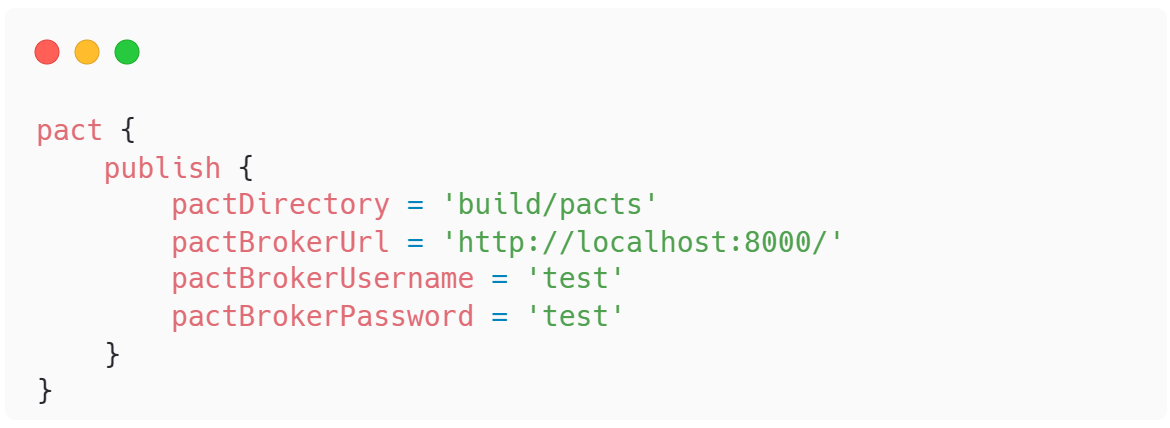 pact {
    publish {
        pactDirectory = 'build/pacts'
        pactBrokerUrl = 'http://localhost:8000/'
        pactBrokerUsername = 'test'
        pactBrokerPassword = 'test'
    }
}